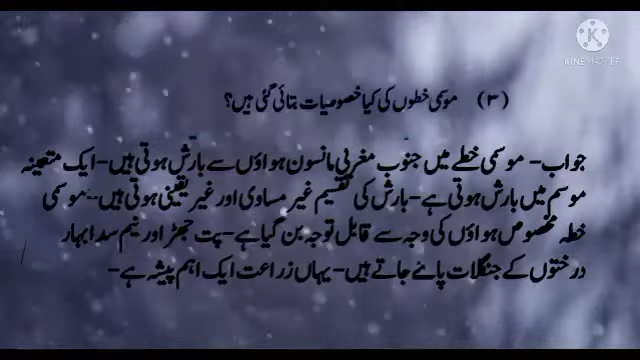 KINEMASTER
(۳) موسمی خطوں کی کیا خصوصیات بتائی گئی ہیں؟
جواب- موسمی خطے میں جنوب مغربی مانسون ہواؤں سے بارش ہوتی ہیں-ایک متعینہ
موسم میں بارش ہوتی ہے-بارش کی تقسیم غیر مساوی اور غیر یقینی ہوتی ہیں--موسمی
خطہ مخصوص ہواؤں کی وجہ سے قابل توجہ بن گیا ہے-پت جھڑ اور نیم سدا بہار
درختوں کے جنگلات پائے جاتے ہیں-یہاں زراعت ایک اہم پیشہ ہے-